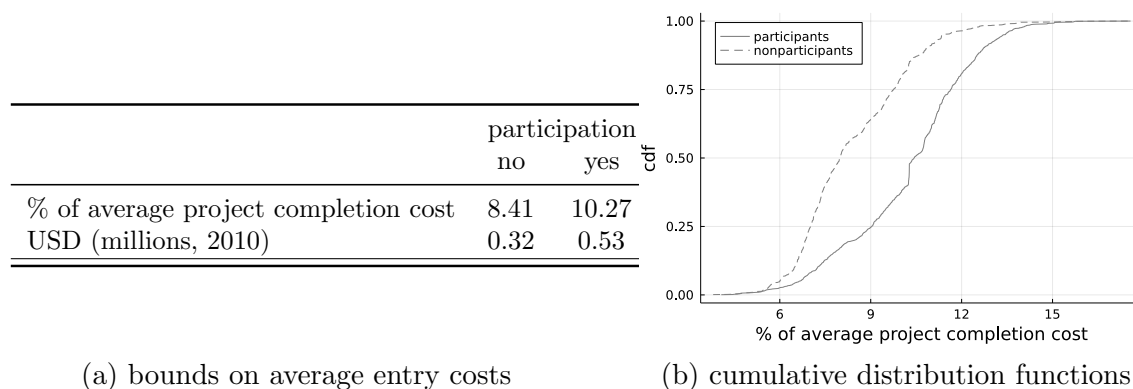 participation
no yes
% of average project completion cost 8.41 10.27
USD (millions, 2010) 0.32 0.53
(a) bounds on average entry costs
1.00
0.75
0.50
0.25
0.00
cdf
participants
nonparticipants
6 9 12 15
% of average project completion cost
(b) cumulative distribution functions